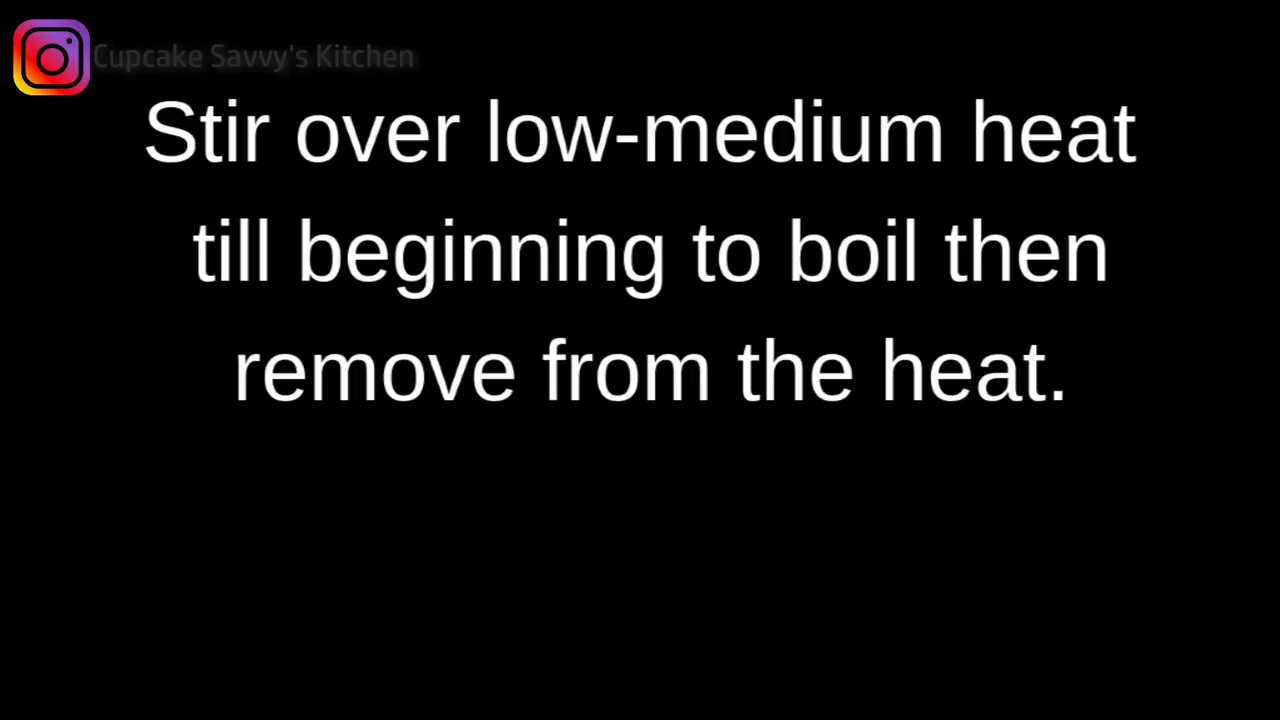 Cupcake Savvy's Kitchen
Stir over low-medium heat
till beginning to boil then
remove from the heat.